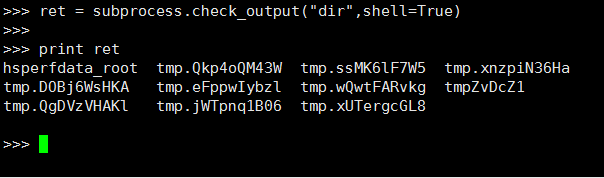 >>> ret = subprocess.check_output("dir",shell=True)
>>>
>>> print ret
hsperfdata_root  tmp.Qkp4oQM43W  tmp.ssMK6lF7W5  tmp.xnzpiN36Ha
tmp.DOBj6WsHKA   tmp.eFppwIybzl  tmp.wQwtFARvkg  tmpZvDcZ1
tmp.QgDVzVHAKl   tmp.jWTpnq1B06  tmp.xUTergcGL8
>>>